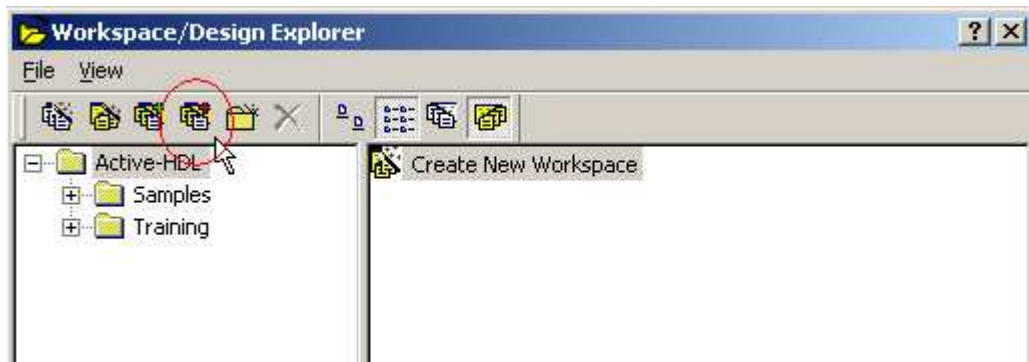 Workspace/Design Explorer
File View
Active-HDL
Samples
Training
Create New Workspace